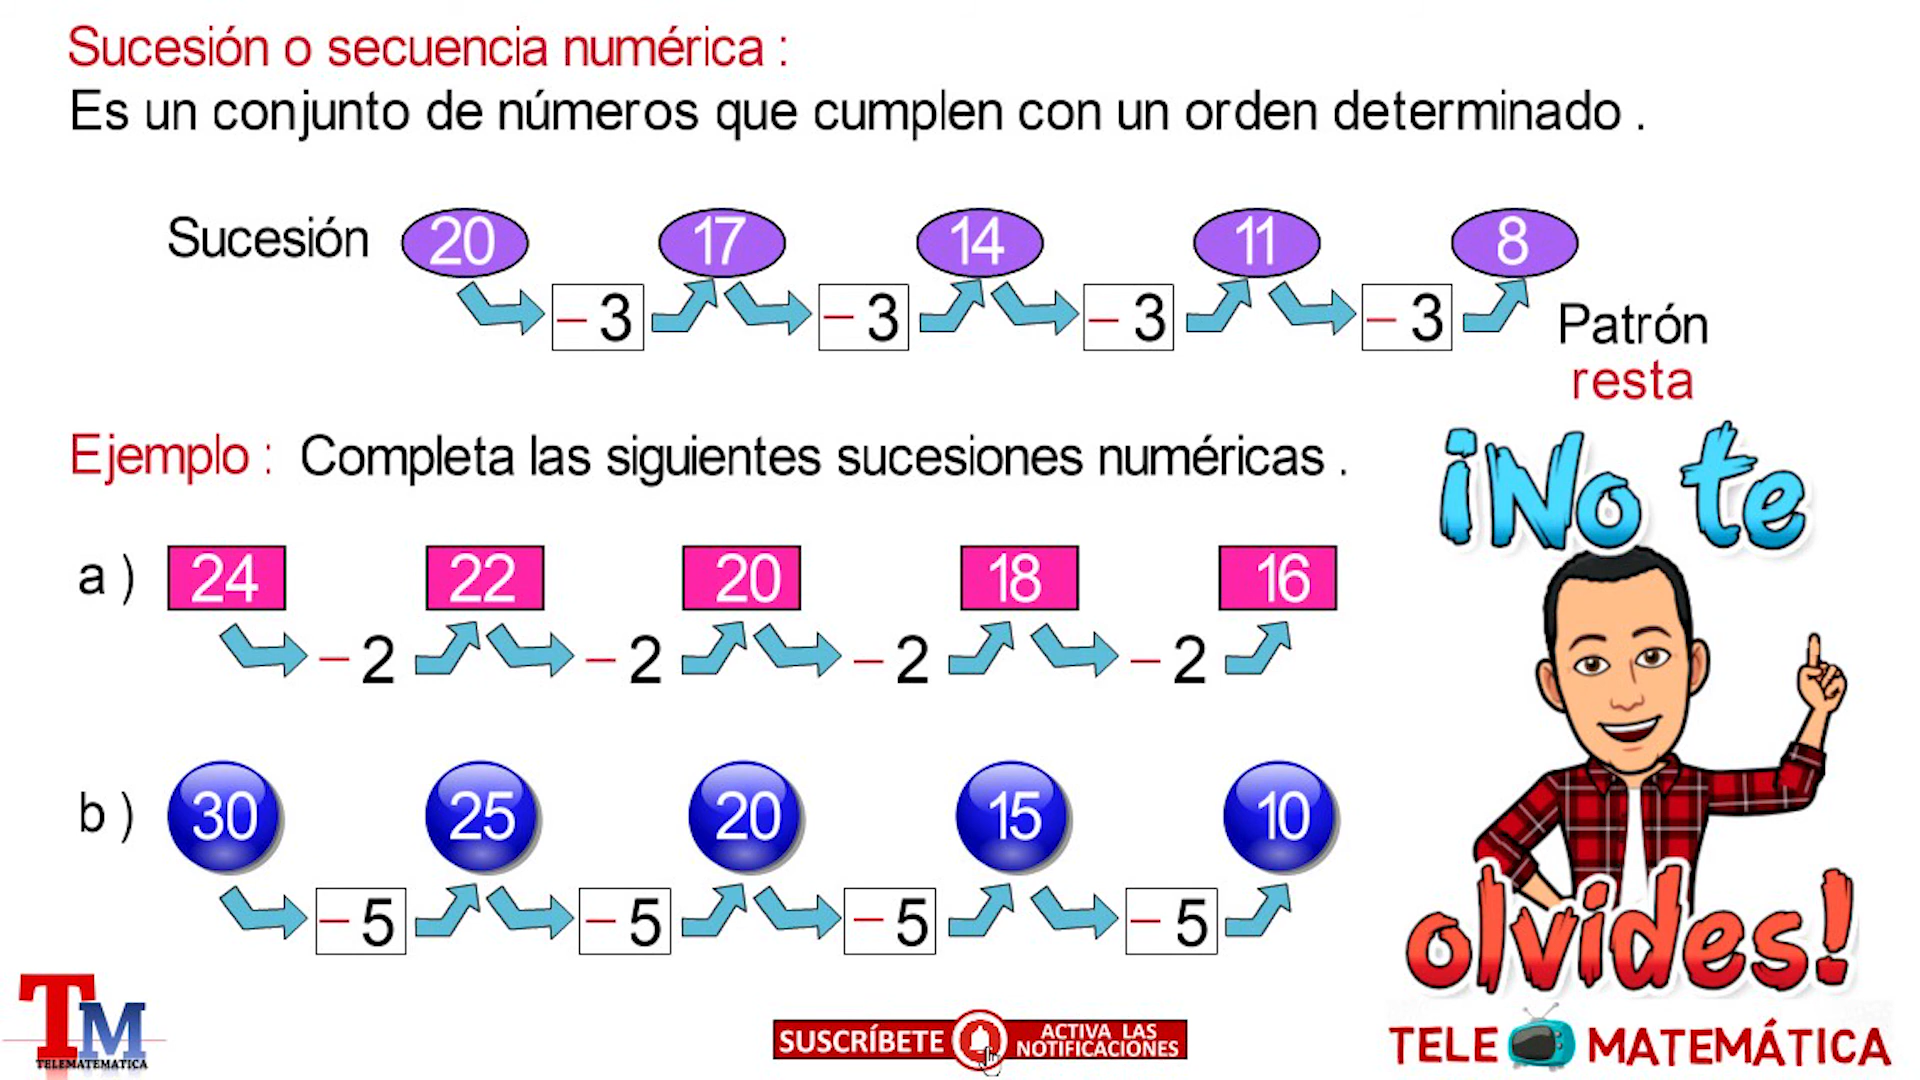 Sucesión o secuencia numérica :
Es un conjunto de números que cumplen con un orden determinado .
Sucesión 20 17 14 11 8
− 3 − 3 − 3 − 3
Patrón
resta
Ejemplo : Completa las siguientes sucesiones numéricas .
a ) 24 22 20 18 16
− 2 − 2 − 2 − 2
b ) 30 25 20 15 10
− 5 − 5 − 5 − 5
¡No te
olvides!
TM
TELEMATEMATICA
SUSCRÍBETE
ACTIVA LAS
NOTIFICACIONES
TELE MATEMÁTICA